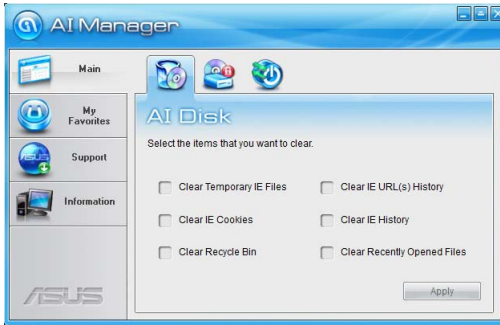 AI Manager
Main
My
Favorites
Support
Information
AI Disk
Select the items that you want to clear.
Clear Temporary IE Files
Clear IE URL(s) History
Clear IE Cookies
Clear IE History
Clear Recycle Bin
Clear Recently Opened Files
Apply
ASUS